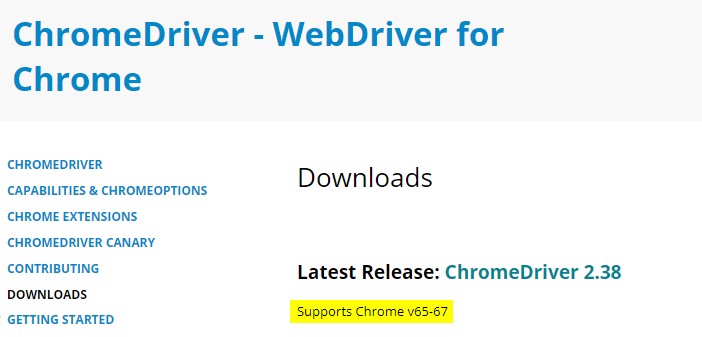 ChromeDriver - WebDriver for
Chrome
CHROMEDRIVER
CAPABILITIES & CHROMEOPTIONS
CHROME EXTENSIONS
CHROMEDRIVER CANARY
CONTRIBUTING
DOWNLOADS
GETTING STARTED
Downloads
Latest Release: ChromeDriver 2.38
Supports Chrome v65-67